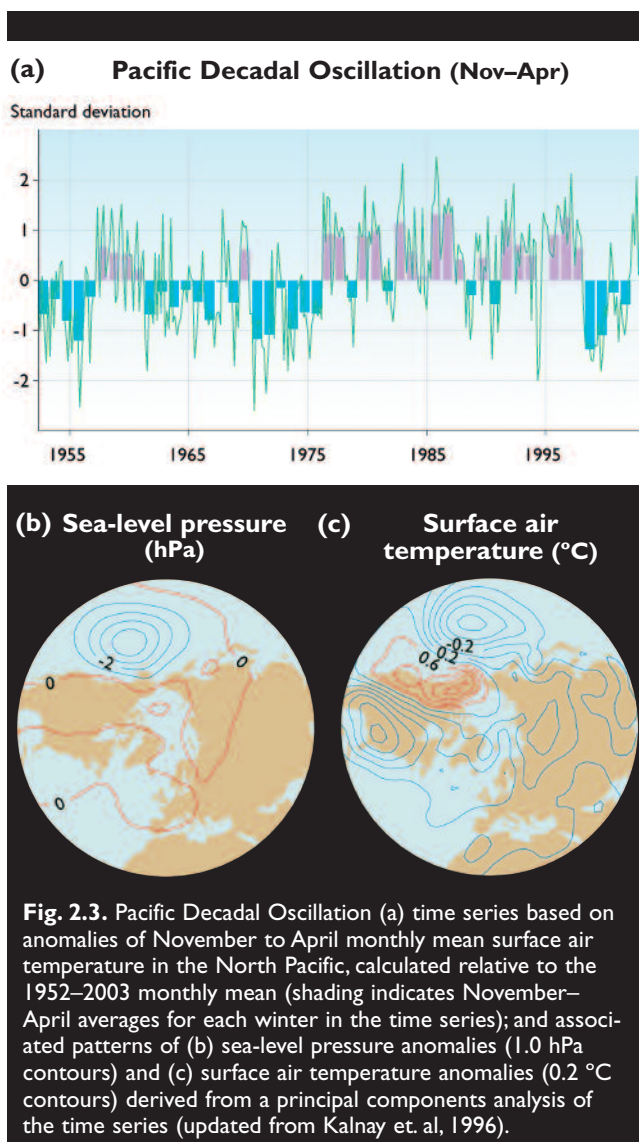 (a) Pacific Decadal Oscillation (Nov–Apr)
Standard deviation
2
1
0
-1
-2
1955 1965 1975 1985 1995
(b) Sea-level pressure
(hPa)
(c) Surface air
temperature (ºC)
-2
0
0
0
0.6
-0.2
Fig. 2.3. Pacific Decadal Oscillation (a) time series based on
anomalies of November to April monthly mean surface air
temperature in the North Pacific, calculated relative to the
1952–2003 monthly mean (shading indicates November–
April averages for each winter in the time series); and associ-
ated patterns of (b) sea-level pressure anomalies (1.0 hPa
contours) and (c) surface air temperature anomalies (0.2 ºC
contours) derived from a principal components analysis of
the time series (updated from Kalnay et. al, 1996).